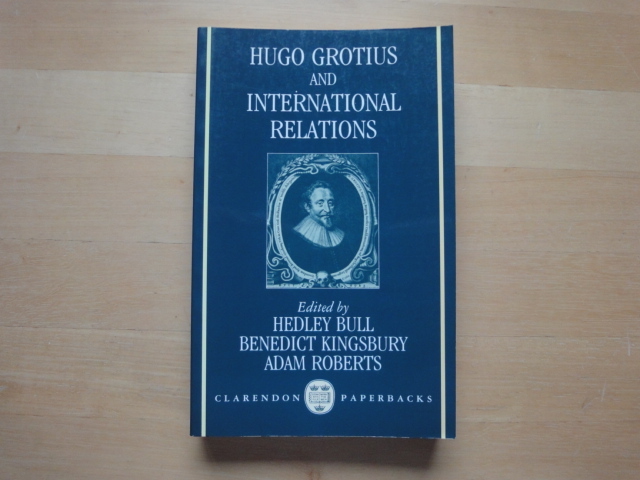 HUGO GROTIUS
AND
INTERNATIONAL
RELATIONS
Edited by
HEDLEY BULL
BENEDICT KINGSBURY
ADAM ROBERTS
CLARENDON PAPERBACKS